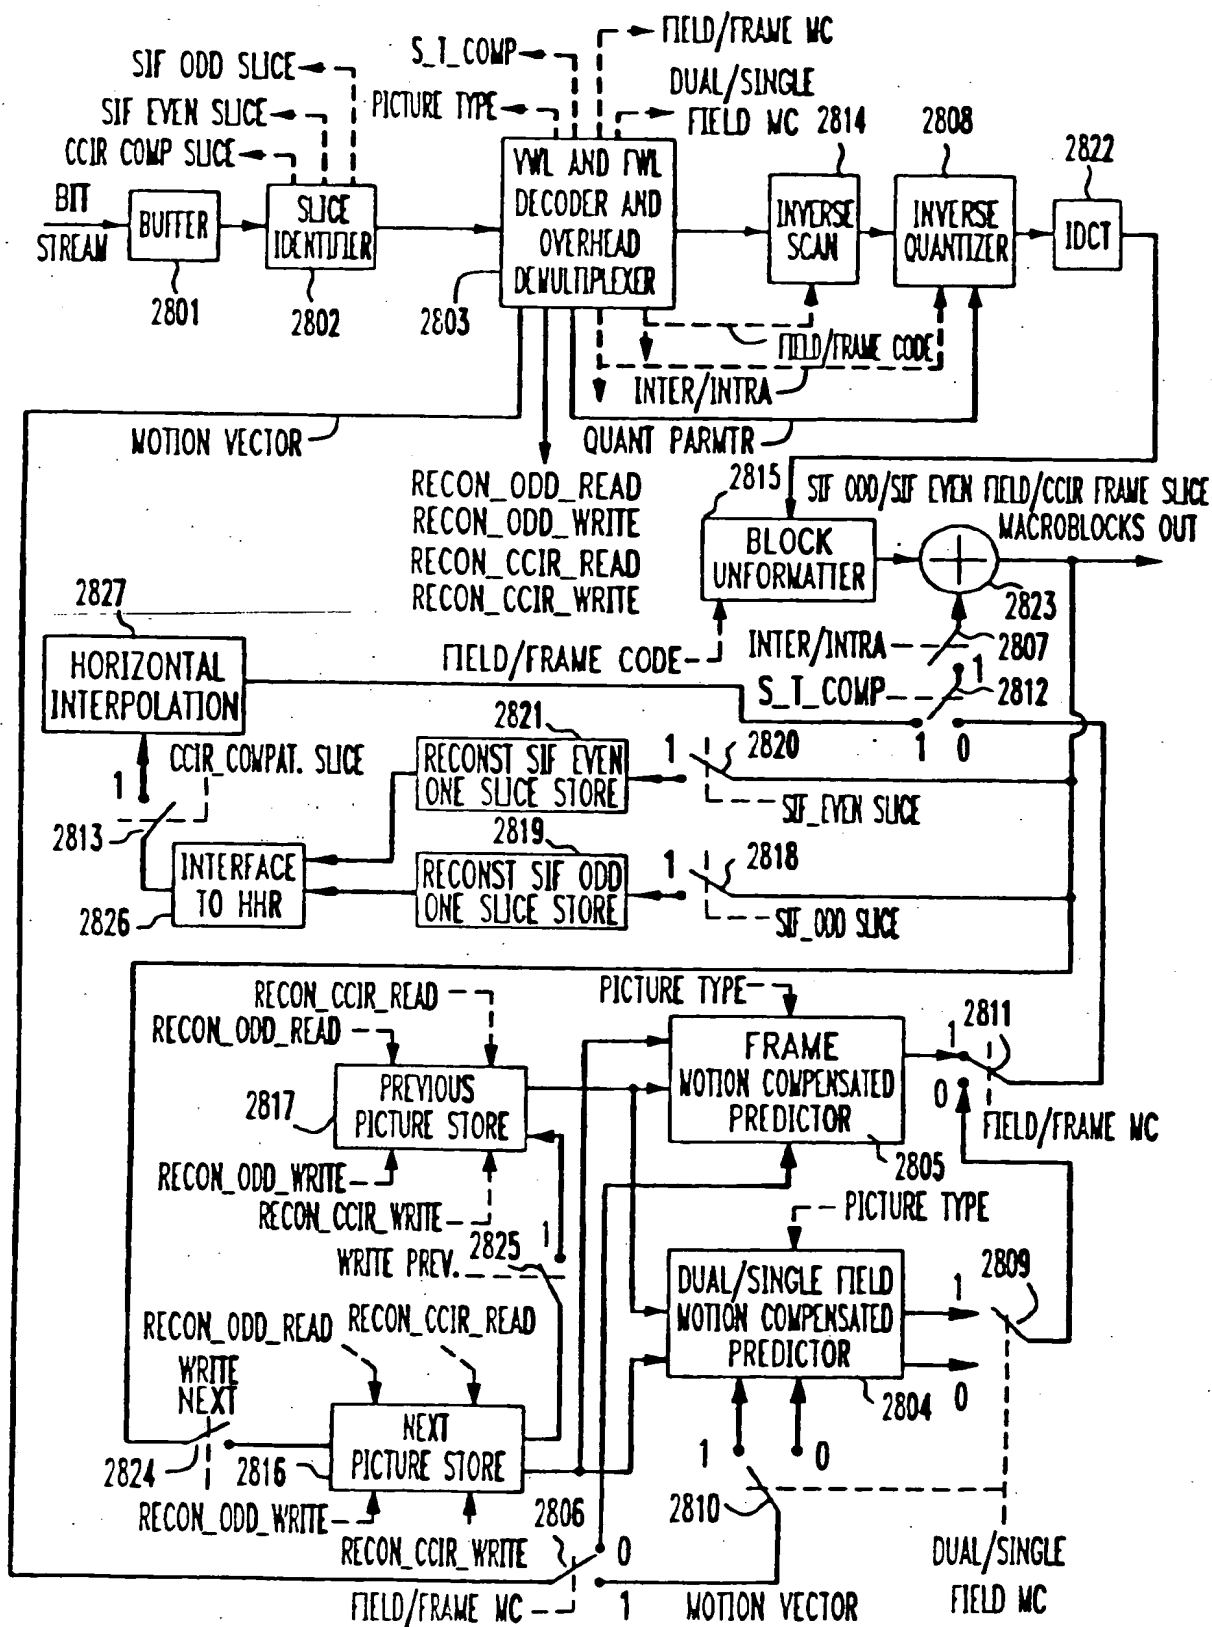 FIELD/FRAME MC
S_T_COMP
SIF ODD SLICE
DUAL/SINGLE
FIELD MC
PICTURE TYPE
SIF EVEN SLICE
CCIR COMP SLICE
2814
2808
2822
BIT
STREAM
BUFFER
SLICE
IDENTIFIER
VWL AND FWL
DECODER AND
OVERHEAD
DEMULTIPLEXER
INVERSE
SCAN
INVERSE
QUANTIZER
IDCT
2801
2802
2803
FIELD/FRAME CODE
INTER/INTRA
MOTION VECTOR
QUANT PARMTR
RECON_ODD_READ
RECON_ODD_WRITE
RECON_CCIR_READ
RECON_CCIR_WRITE
2815
SIF ODD/SIF EVEN FIELD/CCIR FRAME SLICE
MACROBLOCKS OUT
BLOCK
UNFORMATTER
2823
2827
HORIZONTAL
INTERPOLATION
FIELD/FRAME CODE
INTER/INTRA
2807
1
S_T_COMP
2812
1
0
2821
RECONST SIF EVEN
ONE SLICE STORE
1
2820
SIF_EVEN SLICE
CCIR_COMPAT. SLICE
1
2813
2819
INTERFACE
TO HHR
RECONST SIF ODD
ONE SLICE STORE
1
2818
SIF_ODD SLICE
2826
RECON_CCIR_READ
RECON_ODD_READ
PICTURE TYPE
PREVIOUS
PICTURE STORE
2817
FRAME
MOTION COMPENSATED
PREDICTOR
1
2811
0
FIELD/FRAME MC
2805
RECON_ODD_WRITE
RECON_CCIR_WRITE
PICTURE TYPE
2825
1
WRITE PREV.
DUAL/SINGLE FIELD
MOTION COMPENSATED
PREDICTOR
1
2809
0
2804
RECON_ODD_READ
RECON_CCIR_READ
WRITE
NEXT
NEXT
PICTURE STORE
2824
2816
1
0
2810
RECON_ODD_WRITE
RECON_CCIR_WRITE
2806
0
1
FIELD/FRAME MC
MOTION VECTOR
DUAL/SINGLE
FIELD MC